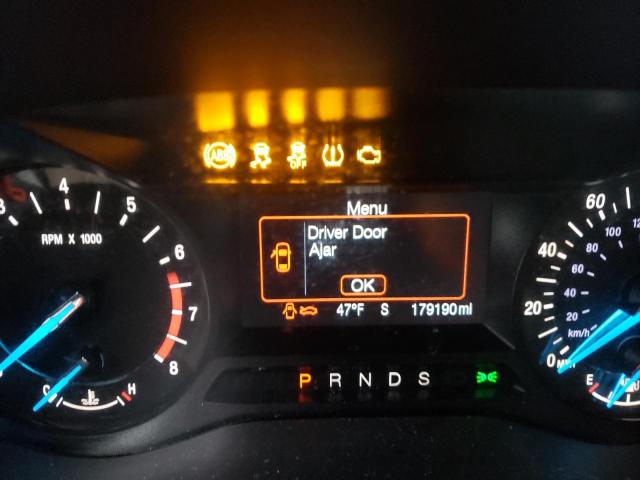 ABS
OFF
3 4 5 6 7 8
RPM X 1000
C H
Menu
Driver Door
Ajar
OK
47°F S 179190mi
P R N D S
0 20 40 60
20 40 60 80 100
km/h
E